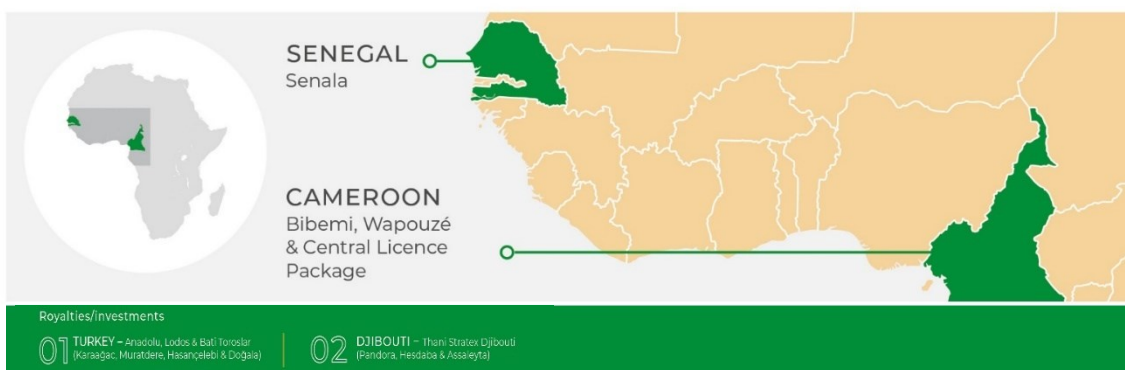 SENEGAL
Senala
CAMEROON
Bibemi, Wapouzé
& Central Licence
Package
Royalties/investments
01 TURKEY – Anadolu, Lodos & Bati Toroslar
(Karaağaç, Muratdere, Hasançelebi & Doğala)
02 DJIBOUTI – Thani Stratex Djibouti
(Pandora, Hesdaba & Assaleyta)